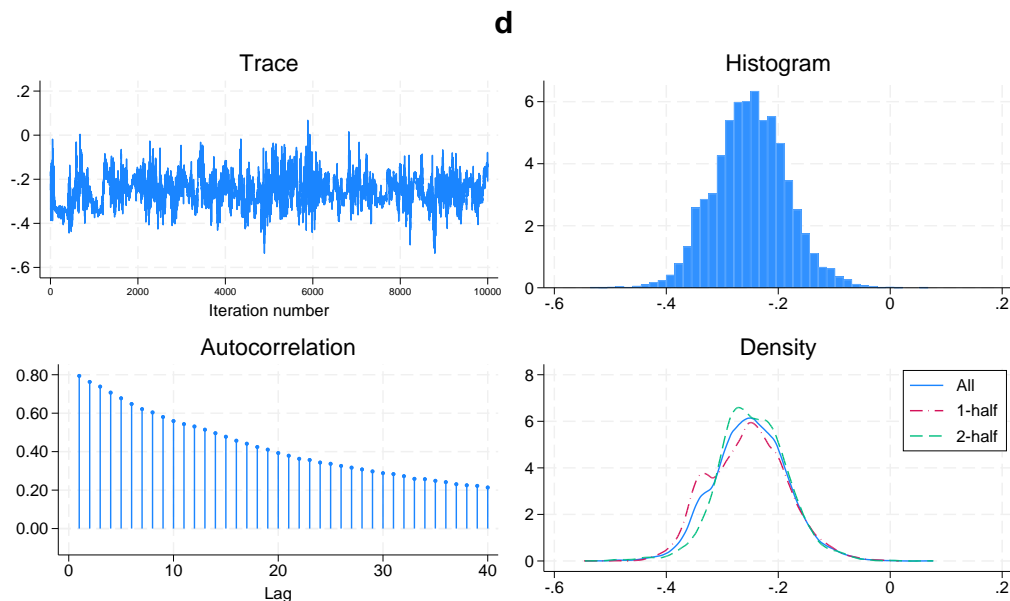 d
Trace
.2
0
-.2
-.4
-.6
0 2000 4000 6000 8000 10000
Iteration number
Histogram
6
4
2
0
-.6 -.4 -.2 0 .2
Autocorrelation
0.80
0.60
0.40
0.20
0.00
0 10 20 30 40
Lag
Density
8
6
4
2
0
-.6 -.4 -.2 0 .2
All
1-half
2-half